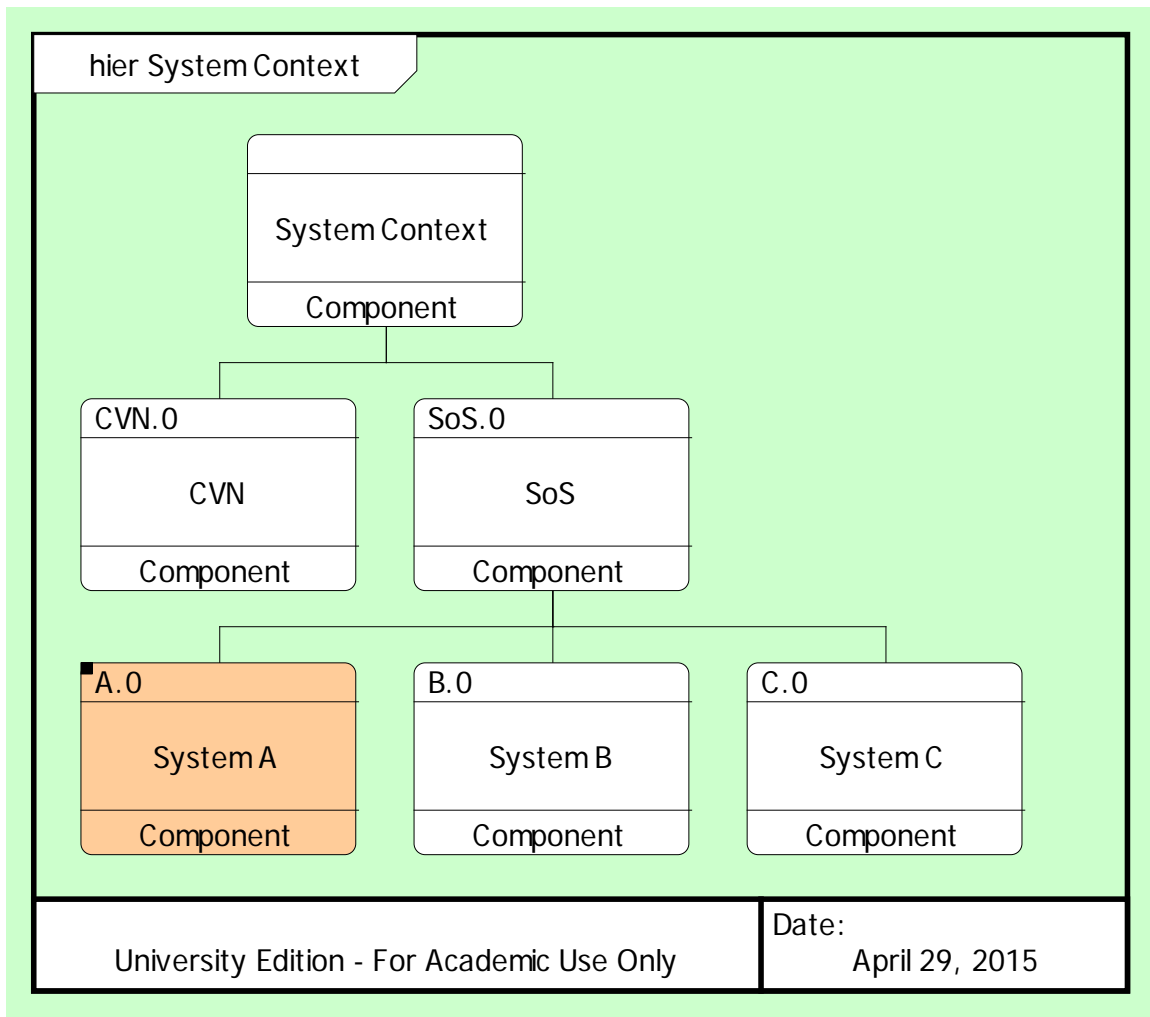 hier System Context
System Context
Component
CVN.0
SoS.0
CVN
SoS
Component
Component
A.0
B.0
C.0
System A
System B
System C
Component
Component
Component
University Edition - For Academic Use Only
Date:
April 29, 2015